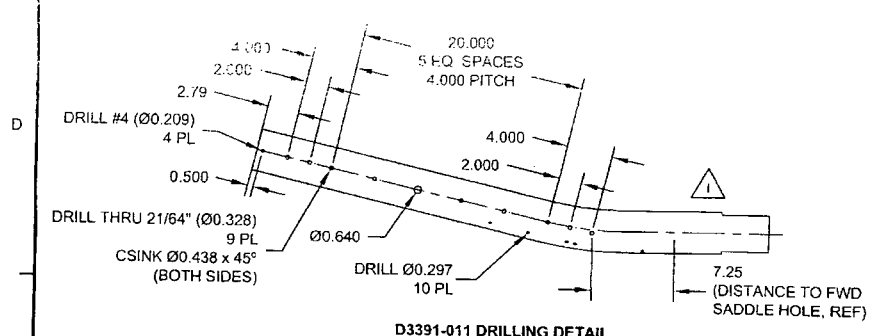 20.000
4.000
5 EQ. SPACES
2.000
4.000 PITCH
2.79
D
DRILL #4 (Ø0.209)
4 PL
4.000
2.000
0.500
1
DRILL THRU 21/64" (Ø0.328)
9 PL
Ø0.640
CSINK Ø0.438 x 45°
(BOTH SIDES)
DRILL Ø0.297
10 PL
7.25
(DISTANCE TO FWD
SADDLE HOLE, REF)
D3391-011 DRILLING DETAIL